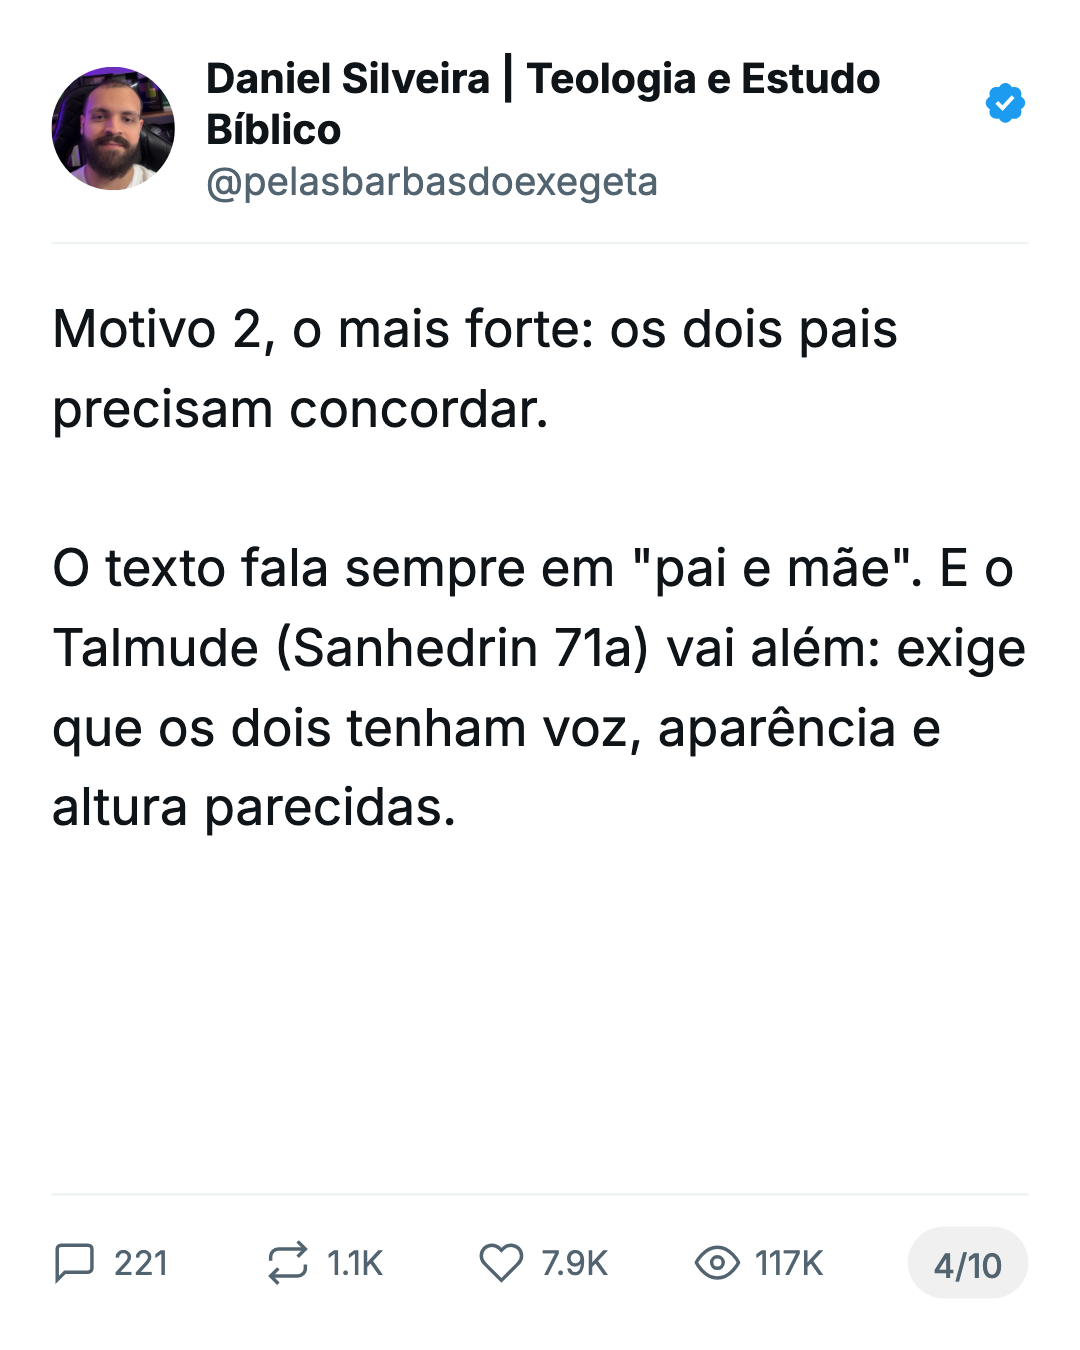 Daniel Silveira | Teologia e Estudo
Bíblico
@pelasbarbasdoexegeta
Motivo 2, o mais forte: os dois pais
precisam concordar.
O texto fala sempre em "pai e mãe". E o
Talmude (Sanhedrin 71a) vai além: exige
que os dois tenham voz, aparência e
altura parecidas.
221 1.1K 7.9K 117K 4/10